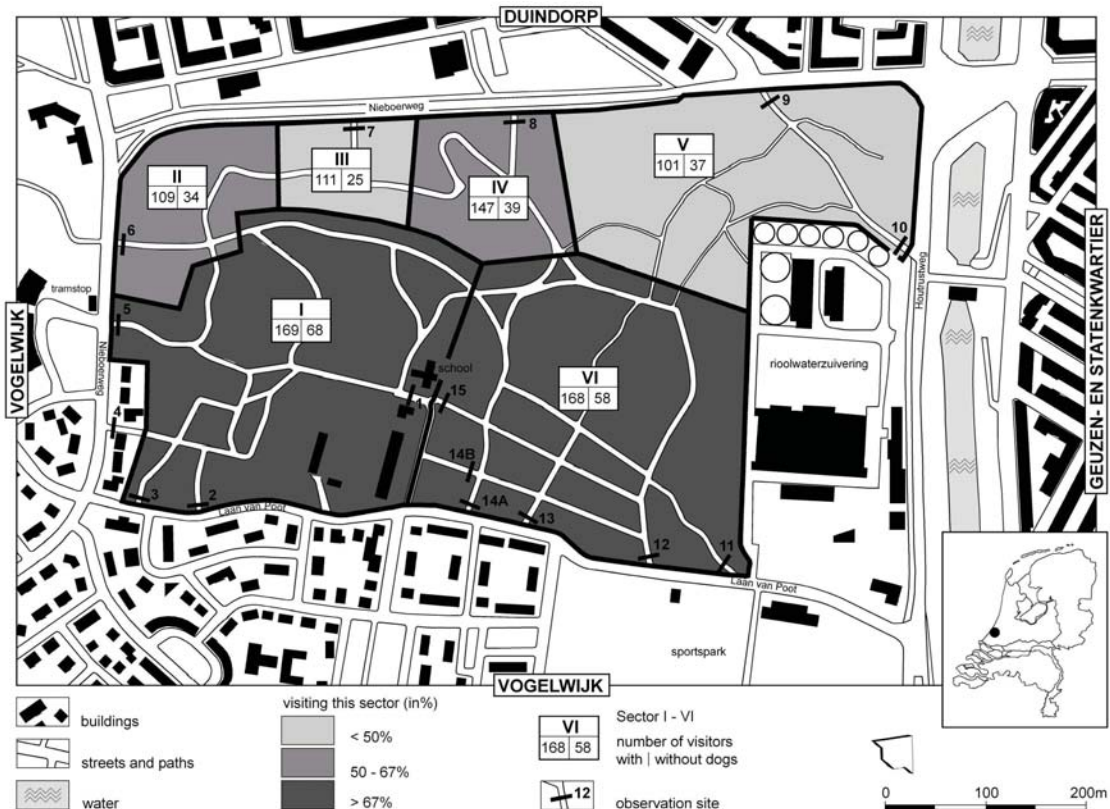 DUINDORP
Nieboerweg
9
7
8
V
101 37
III
111 25
II
109 34
IV
147 39
10
6
Houtrustweg
GEUZEN- EN STATENKWARTIER
tramstop
5
I
169 68
VOGELWIJK
Nieboerweg
school
VI
168 58
rioolwaterzuivering
1
15
4
14B
3
2
14A
13
Laan van Poot
12
11
Laan van Poot
sportspark
VOGELWIJK
buildings
streets and paths
water
visiting this sector (in%)
< 50%
50 - 67%
> 67%
VI
168 58
Sector I - VI
number of visitors
with | without dogs
12
observation site
0 100 200m